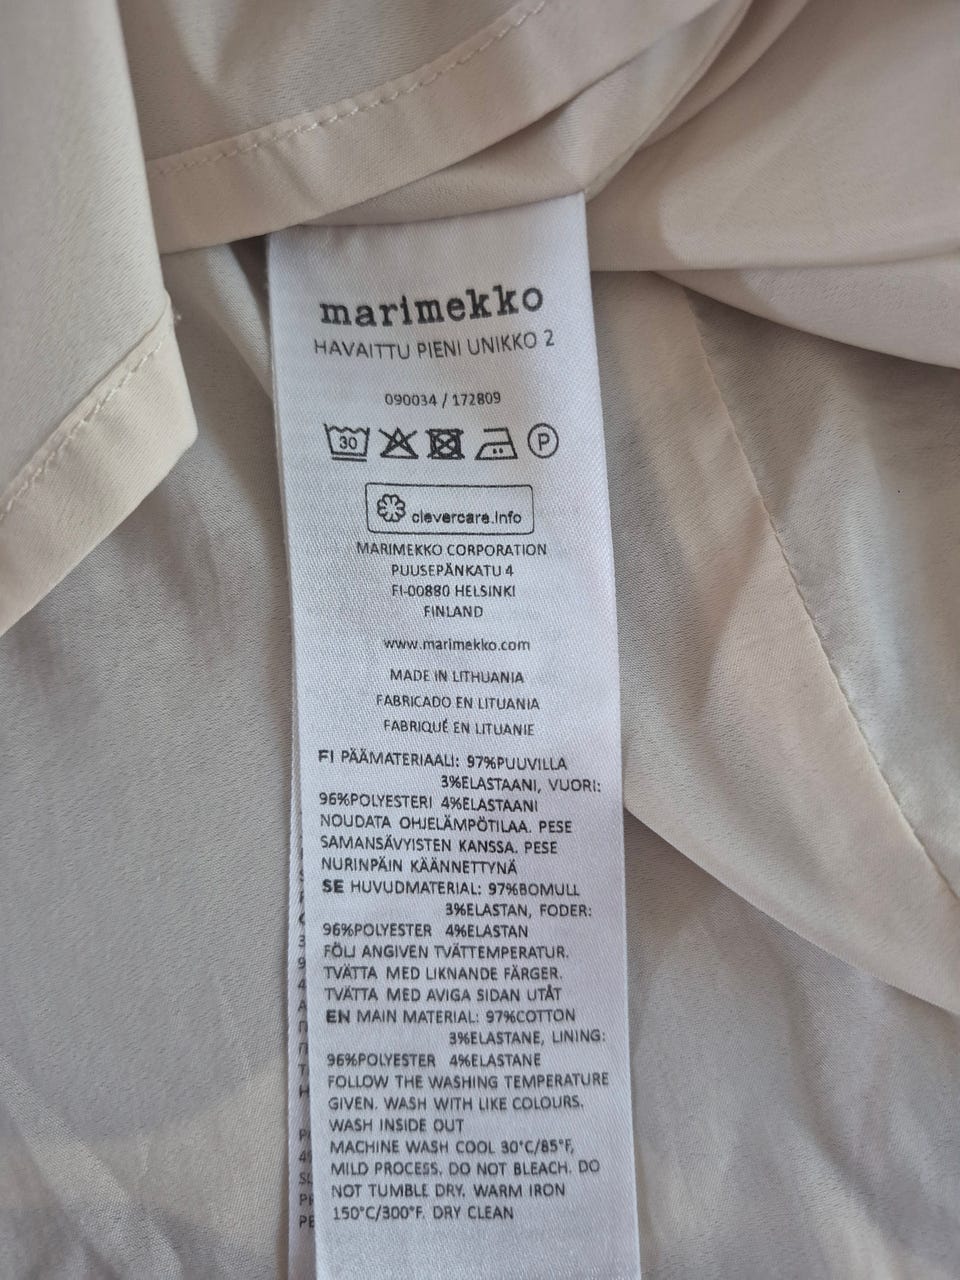 marimekko
HAVAITTU PIENI UNIKKO 2
090034 / 172809
30 P
clevercare.info
MARIMEKKO CORPORATION
PUUSEPÄNKATU 4
FI-00880 HELSINKI
FINLAND
www.marimekko.com
MADE IN LITHUANIA
FABRICADO EN LITUANIA
FABRIQUÉ EN LITUANIE
FI PÄÄMATERIAALI: 97%PUUVILLA
3%ELASTAANI, VUORI:
96%POLYESTERI 4%ELASTAANI
NOUDATA OHJELÄMPÖTILAA. PESE
SAMANSÄVYISTEN KANSSA. PESE
NURINPÄIN KÄÄNNETTYNÄ
SE HUVUDMATERIAL: 97%BOMULL
3%ELASTAN, FODER:
96%POLYESTER 4%ELASTAN
FÖLJ ANGIVEN TVÄTTEMPERATUR.
TVÄTTA MED LIKNANDE FÄRGER.
TVÄTTA MED AVIGA SIDAN UTÅT
EN MAIN MATERIAL: 97%COTTON
3%ELASTANE, LINING:
96%POLYESTER 4%ELASTANE
FOLLOW THE WASHING TEMPERATURE
GIVEN. WASH WITH LIKE COLOURS.
WASH INSIDE OUT
MACHINE WASH COOL 30°C/85°F,
MILD PROCESS. DO NOT BLEACH. DO
NOT TUMBLE DRY. WARM IRON
150°C/300°F. DRY CLEAN